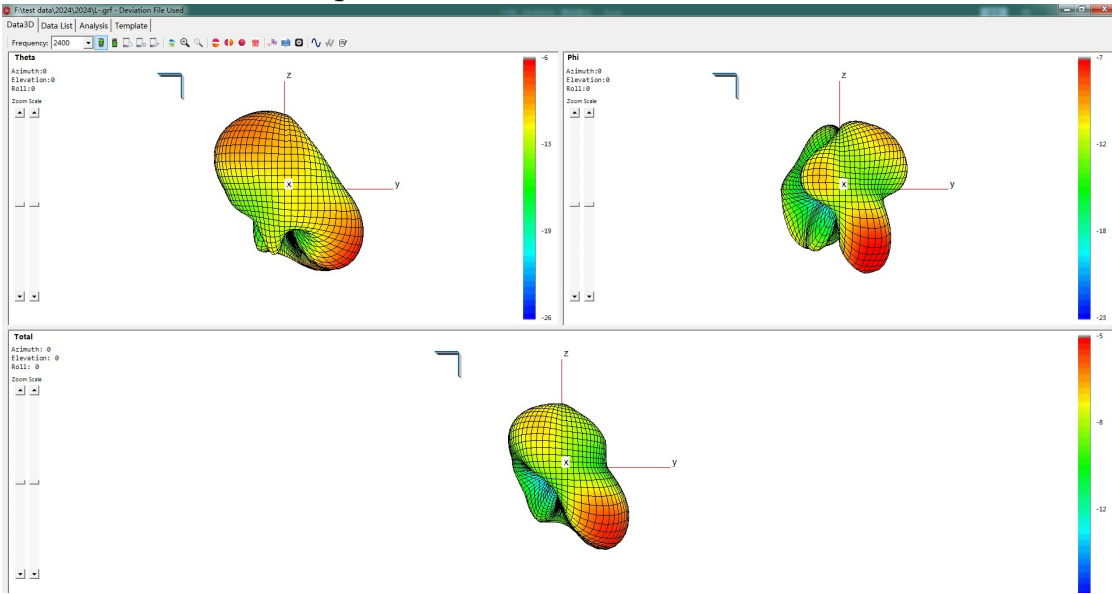 F:\test data\2024\2024\L-.grf - Deviation File Used
Data3D Data List Analysis Template
Frequency: 2400
Theta
Azimuth:0
Elevation:0
Roll:0
Zoom Scale
z
x
y
-6
-13
-19
-26
Phi
Azimuth:0
Elevation:0
Roll:0
Zoom Scale
z
x
y
-7
-12
-18
-23
Total
Azimuth: 0
Elevation: 0
Roll: 0
Zoom Scale
z
x
y
-5
-8
-12